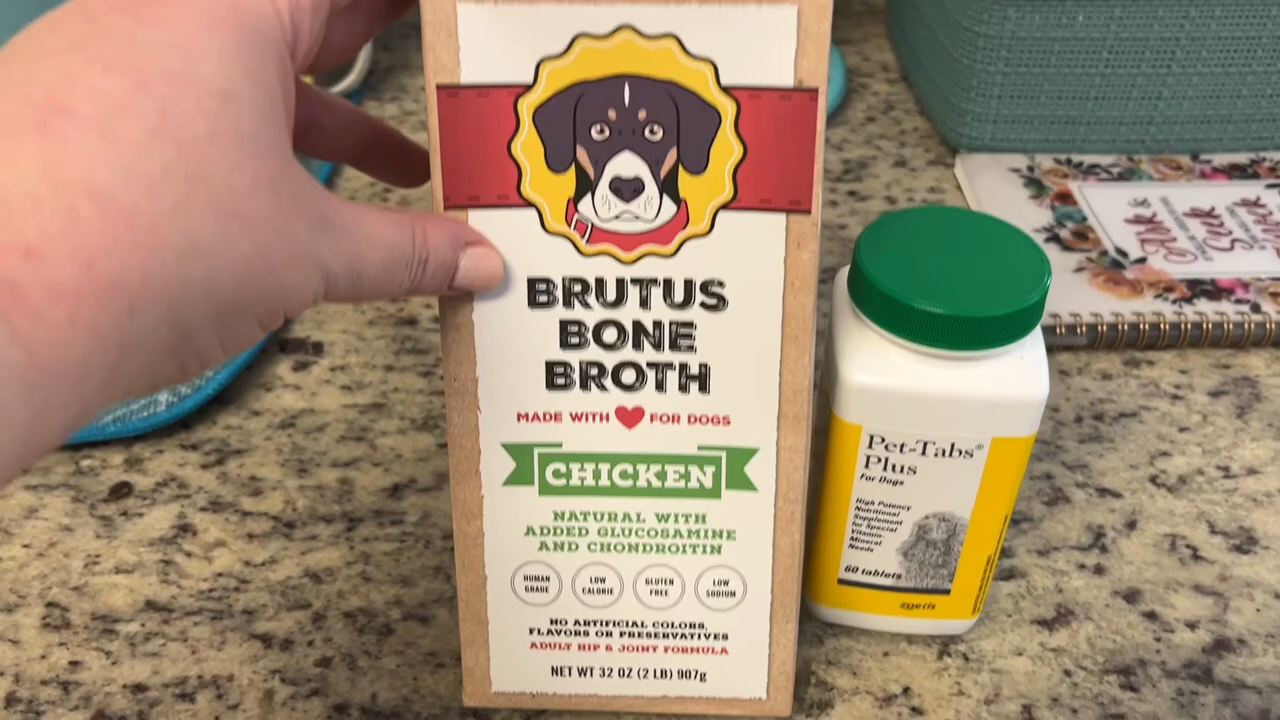 BRUTUS
BONE
BROTH
MADE WITH FOR DOGS
CHICKEN
NATURAL WITH
ADDED GLUCOSAMINE
AND CHONDROITIN
HUMAN
GRADE
LOW
CALORIE
GLUTEN
FREE
LOW
SODIUM
NO ARTIFICIAL COLORS,
FLAVORS OR PRESERVATIVES
ADULT HIP & JOINT FORMULA
NET WT 32 OZ (2 LB) 907g
Pet-Tabs®
Plus
For Dogs
High Potency
Nutritional
Supplement
for Special
Vitamin-
Mineral
Needs
60 tablets
zoetis
Ask &
Seek